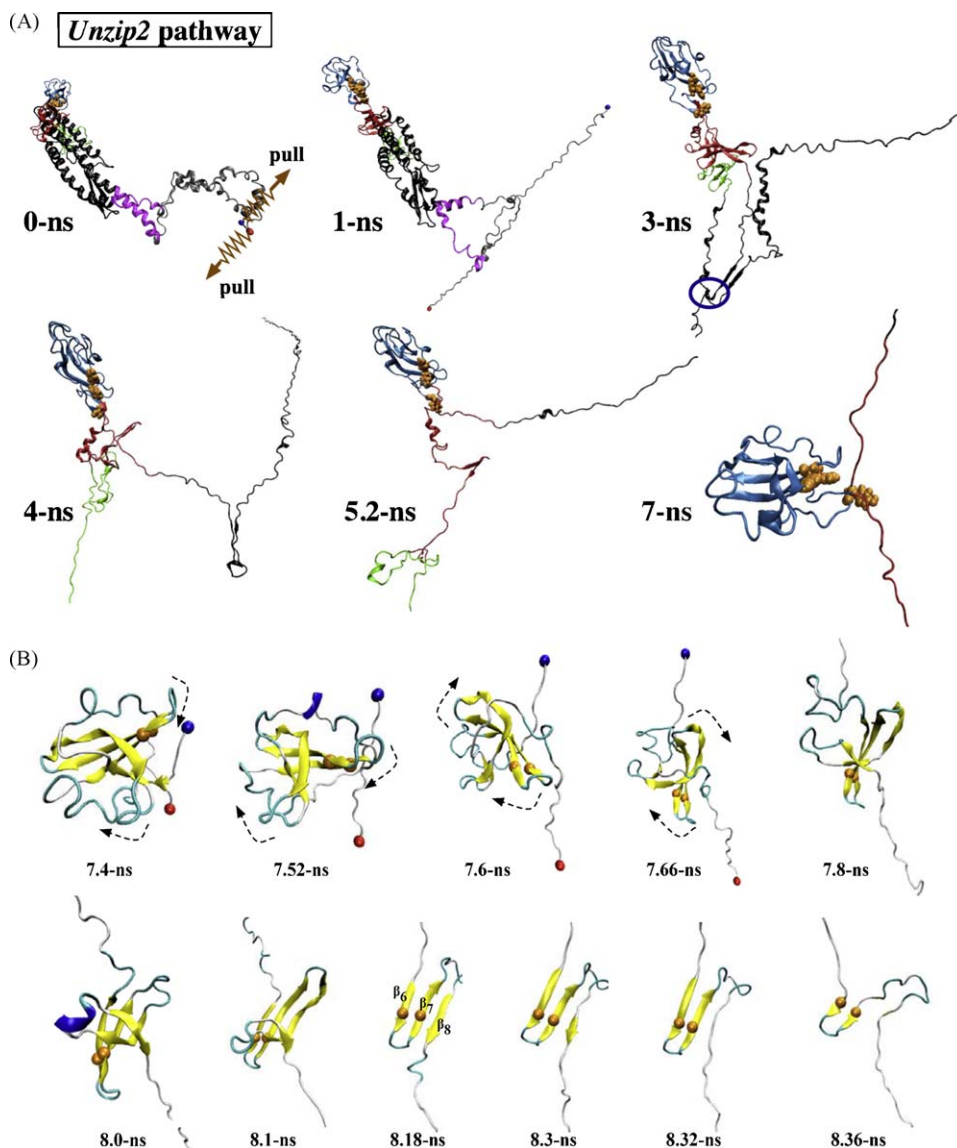 (A)
Unzip2 pathway
pull
pull
0-ns
1-ns
3-ns
4-ns
5.2-ns
7-ns
(B)
7.4-ns
7.52-ns
7.6-ns
7.66-ns
7.8-ns
β6
β7
β8
8.0-ns
8.1-ns
8.18-ns
8.3-ns
8.32-ns
8.36-ns